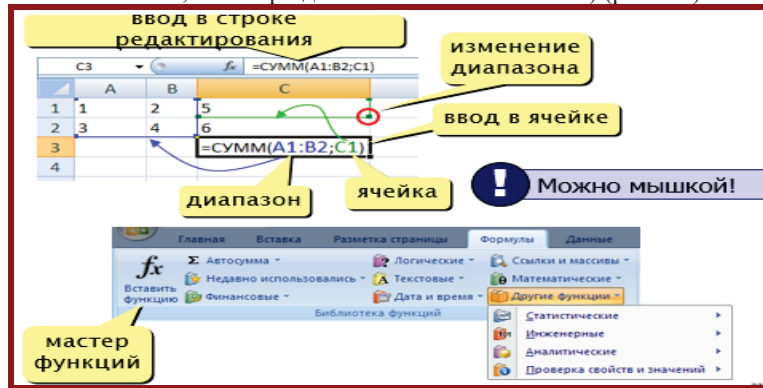 ввод в строке
редактирования
изменение
диапазона
C3 fx =СУММ(A1:B2;C1)
A B C
1 1 2 5
2 3 4 6
3 =СУММ(A1:B2;C1)
4
ввод в ячейке
диапазон
ячейка
! Можно мышкой!
Главная Вставка Разметка страницы Формулы Данные
fx Вставить функцию
Σ Автосумма Логические Ссылки и массивы
Недавно использовались Текстовые Математические
Финансовые Дата и время Другие функции
Библиотека функций
Статистические
Инженерные
Аналитические
Проверка свойств и значений
мастер
функций